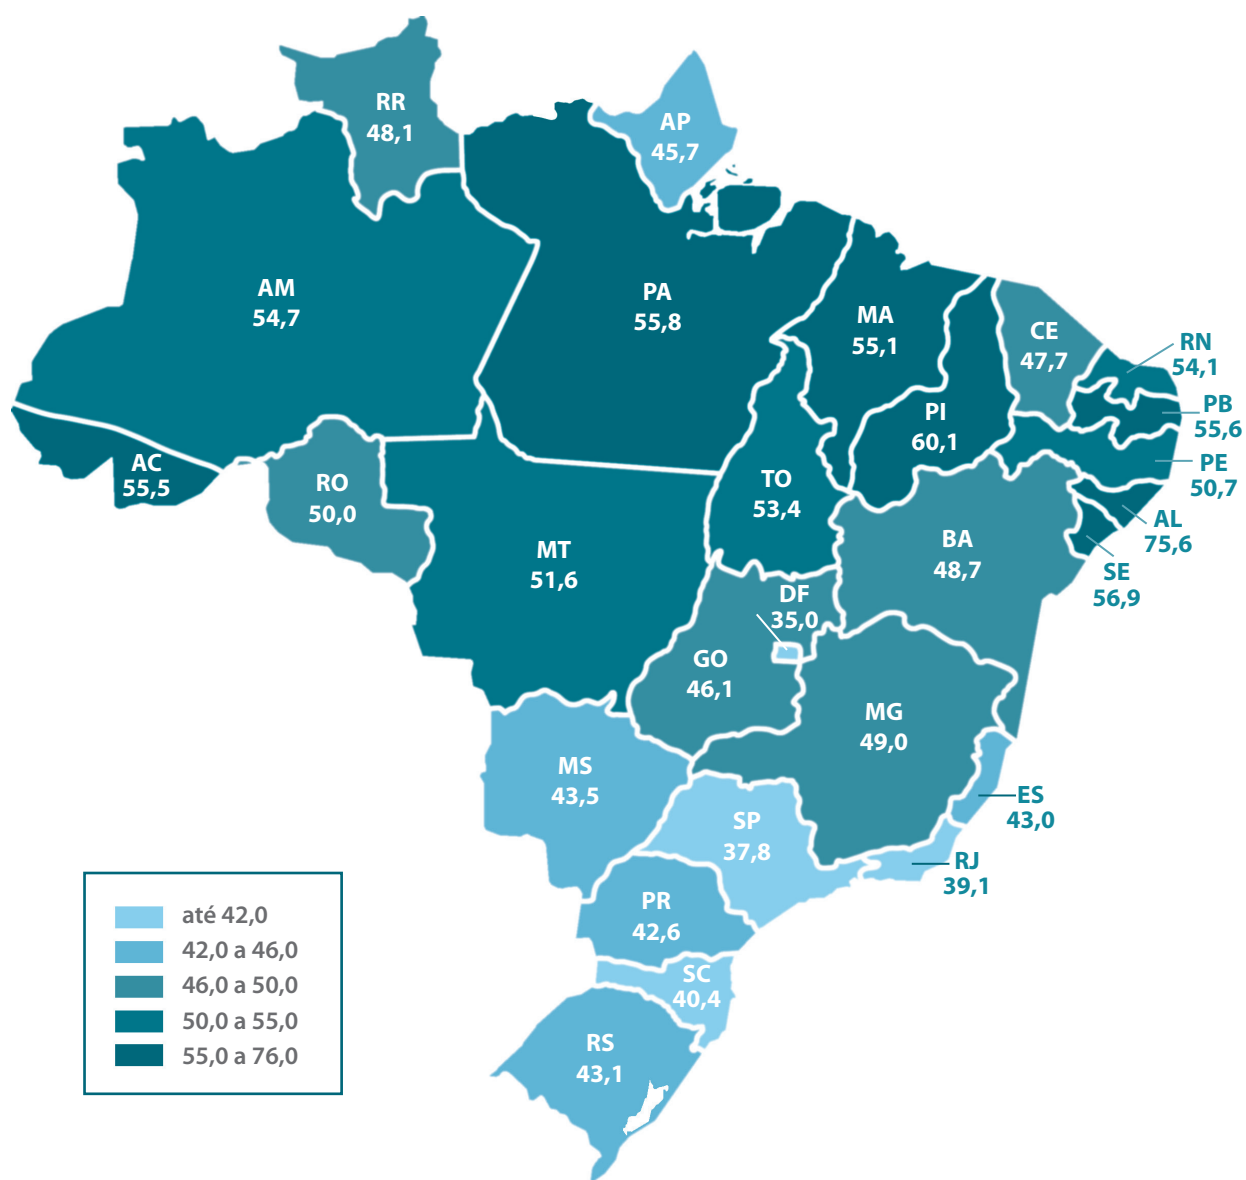 RR
48,1
AP
45,7
AM
54,7
PA
55,8
MA
55,1
CE
47,7
RN
54,1
PI
60,1
PB
55,6
AC
55,5
RO
50,0
TO
53,4
PE
50,7
AL
75,6
SE
56,9
MT
51,6
BA
48,7
DF
35,0
GO
46,1
MG
49,0
MS
43,5
ES
43,0
SP
37,8
RJ
39,1
PR
42,6
SC
40,4
RS
43,1
até 42,0
42,0 a 46,0
46,0 a 50,0
50,0 a 55,0
55,0 a 76,0